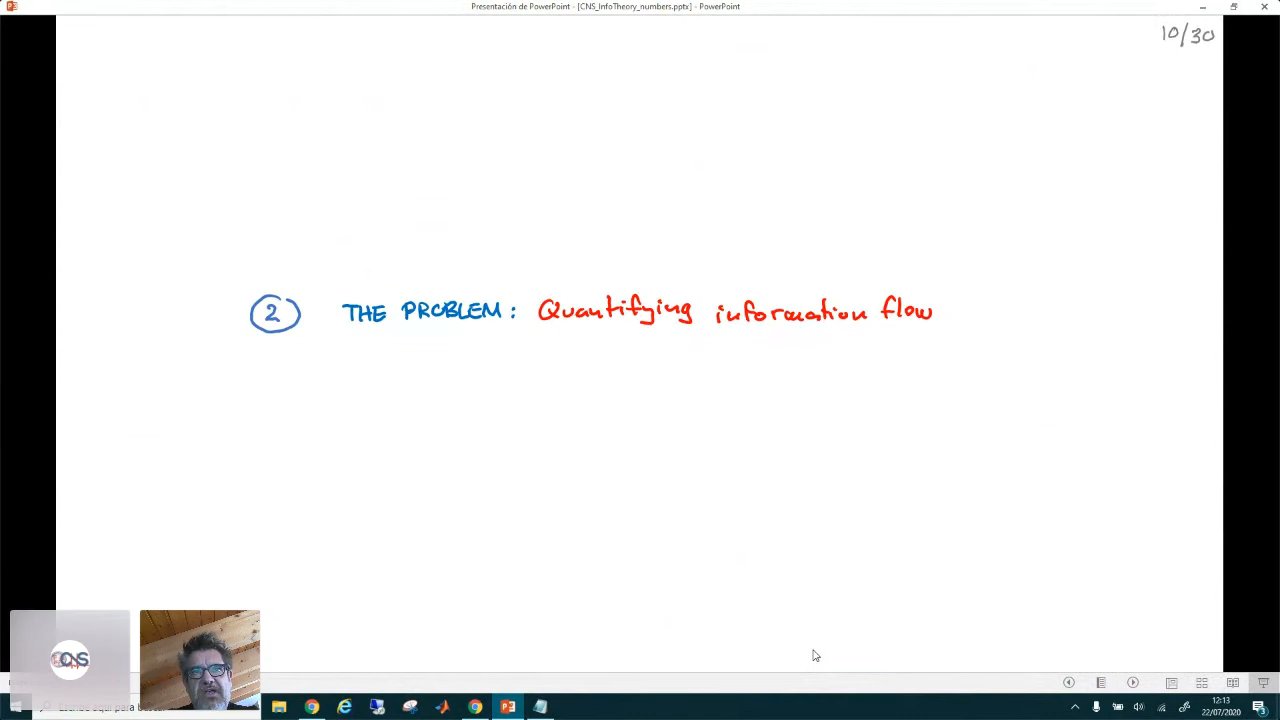 Presentación de PowerPoint - [CNS_InfoTheory_numbers.pptx] - PowerPoint
10/30
2 THE PROBLEM: Quantifying information flow
CNS
12:13
22/07/2020
3